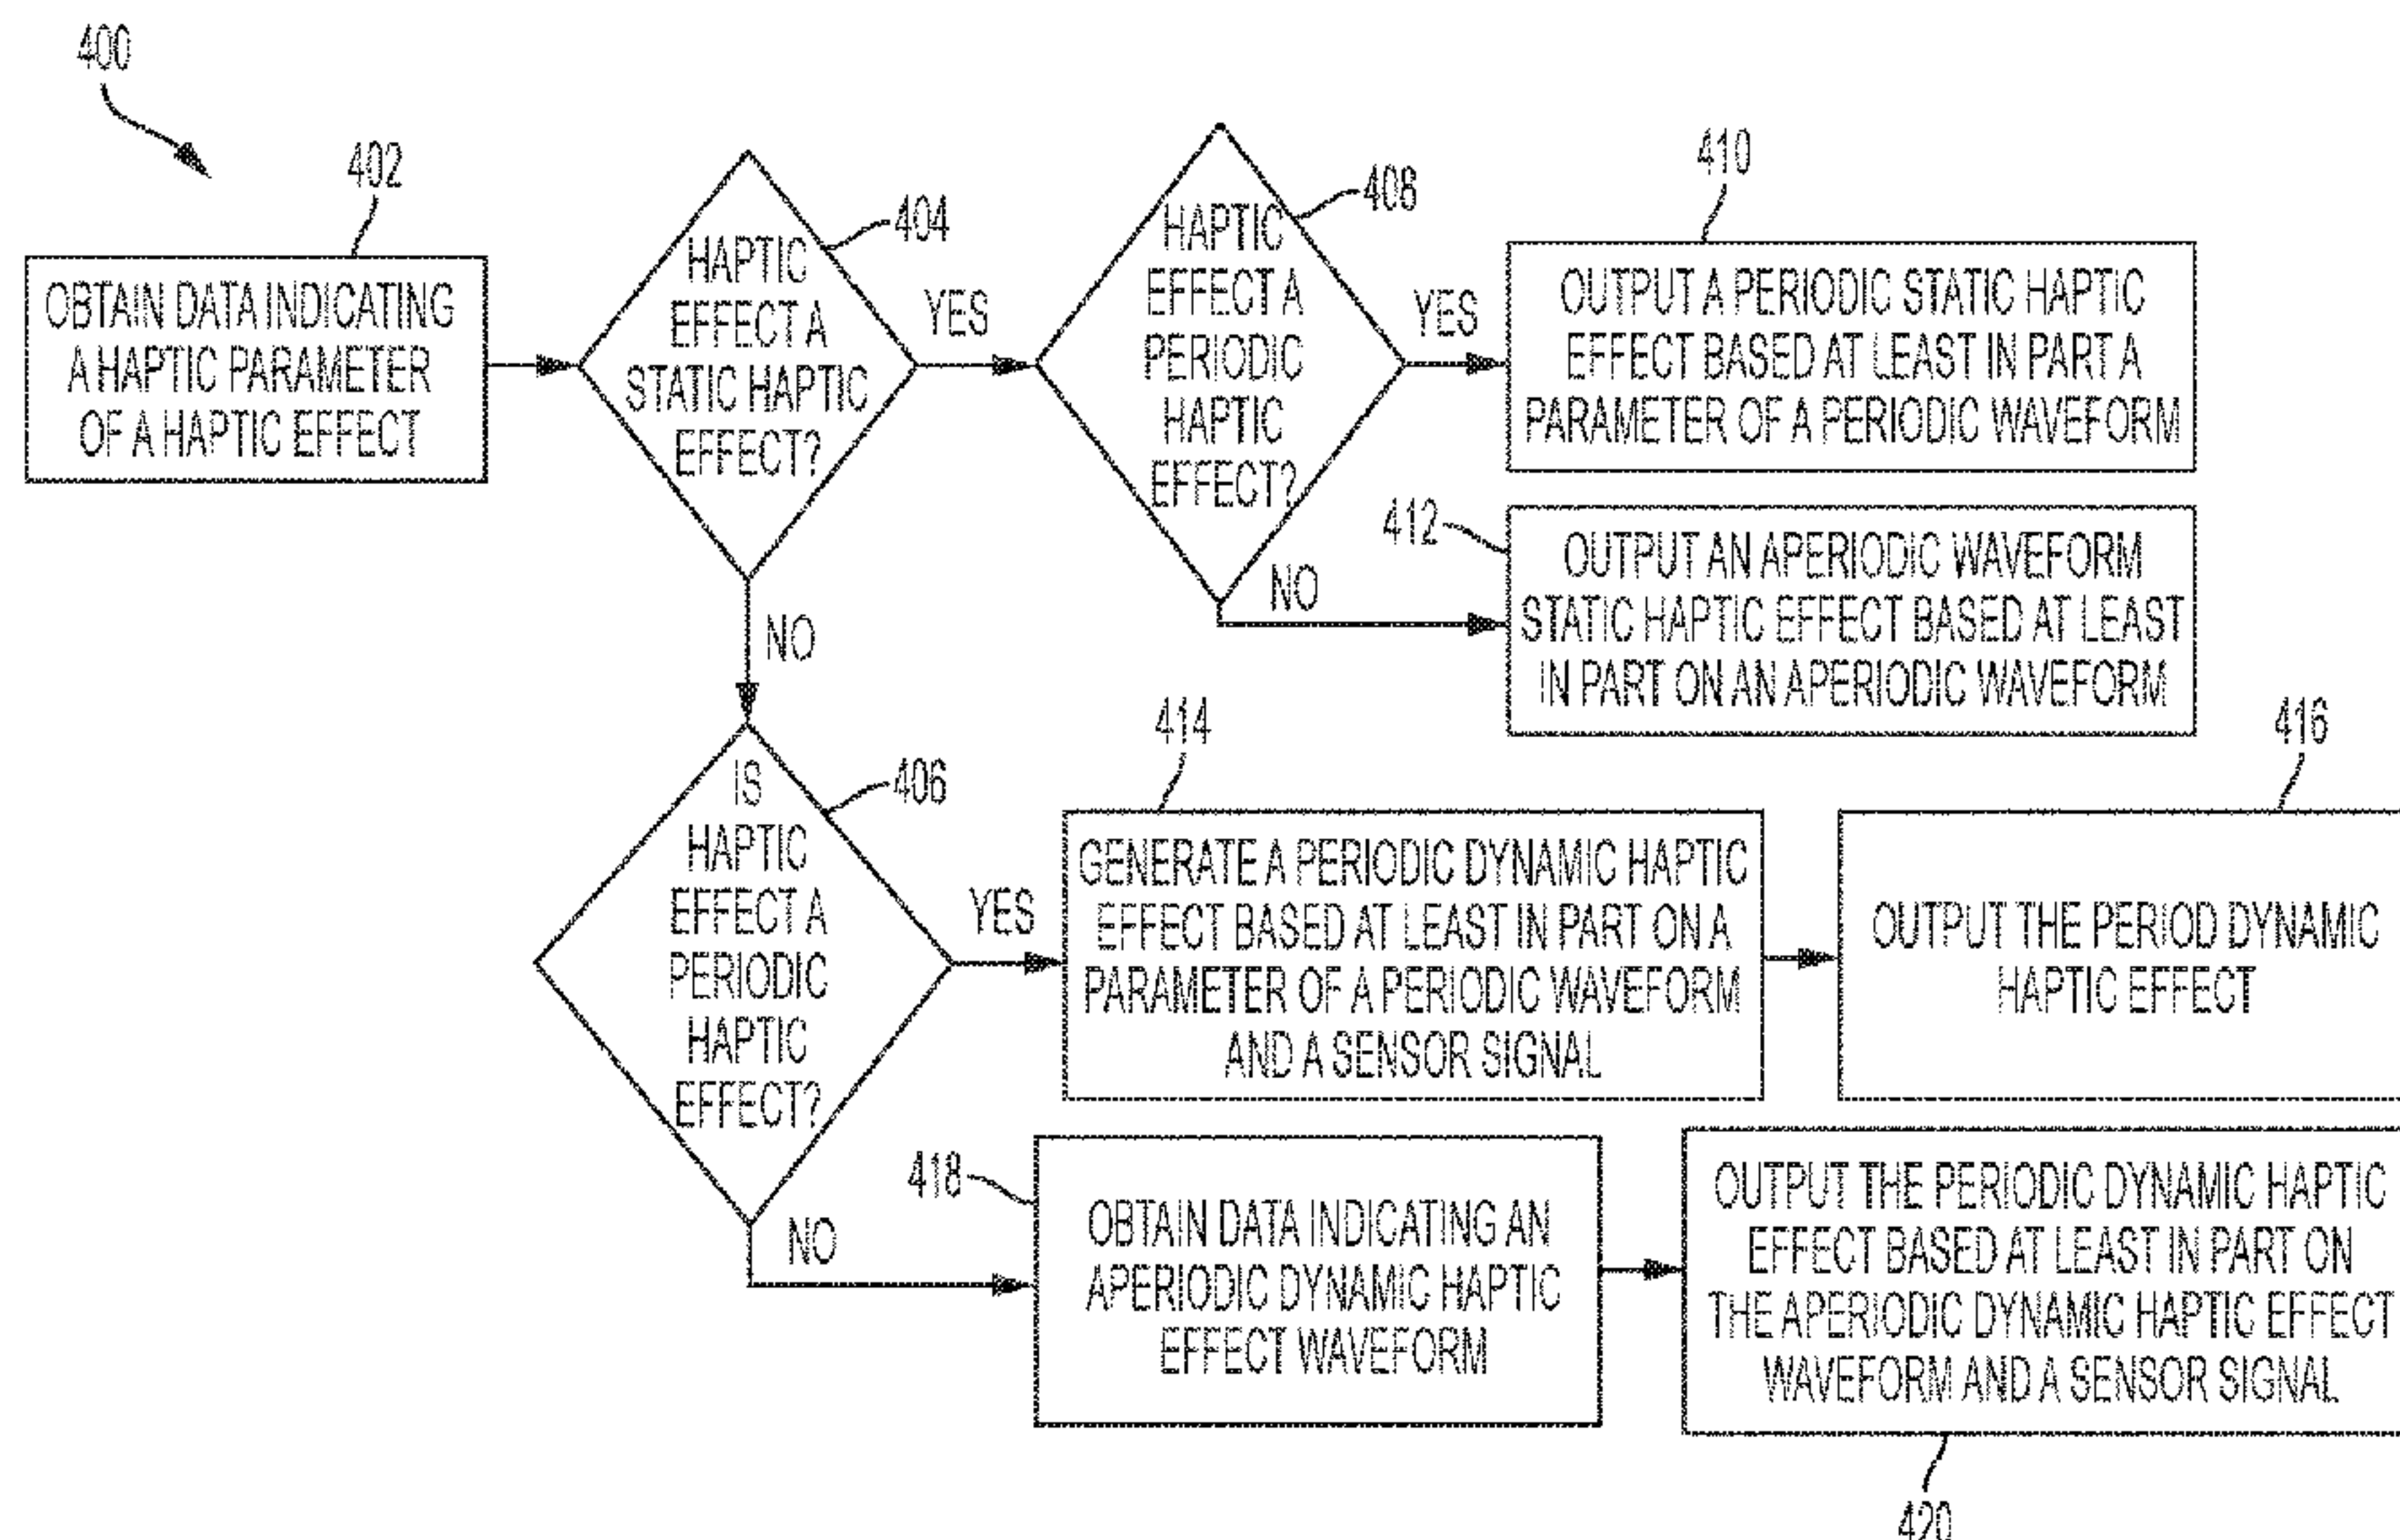 400
402
OBTAIN DATA INDICATING
A HAPTIC PARAMETER
OF A HAPTIC EFFECT
404
HAPTIC
EFFECT A
STATIC HAPTIC
EFFECT?
YES
NO
408
HAPTIC
EFFECT A
PERIODIC
HAPTIC
EFFECT?
YES
NO
410
OUTPUT A PERIODIC STATIC HAPTIC
EFFECT BASED AT LEAST IN PART A
PARAMETER OF A PERIODIC WAVEFORM
412
OUTPUT AN APERIODIC WAVEFORM
STATIC HAPTIC EFFECT BASED AT LEAST
IN PART ON AN APERIODIC WAVEFORM
406
IS
HAPTIC
EFFECT A
PERIODIC
HAPTIC
EFFECT?
YES
NO
414
GENERATE A PERIODIC DYNAMIC HAPTIC
EFFECT BASED AT LEAST IN PART ON A
PARAMETER OF A PERIODIC WAVEFORM
AND A SENSOR SIGNAL
416
OUTPUT THE PERIOD DYNAMIC
HAPTIC EFFECT
418
OBTAIN DATA INDICATING AN
APERIODIC DYNAMIC HAPTIC
EFFECT WAVEFORM
OUTPUT THE PERIODIC DYNAMIC HAPTIC
EFFECT BASED AT LEAST IN PART ON
THE APERIODIC DYNAMIC HAPTIC EFFECT
WAVEFORM AND A SENSOR SIGNAL
420